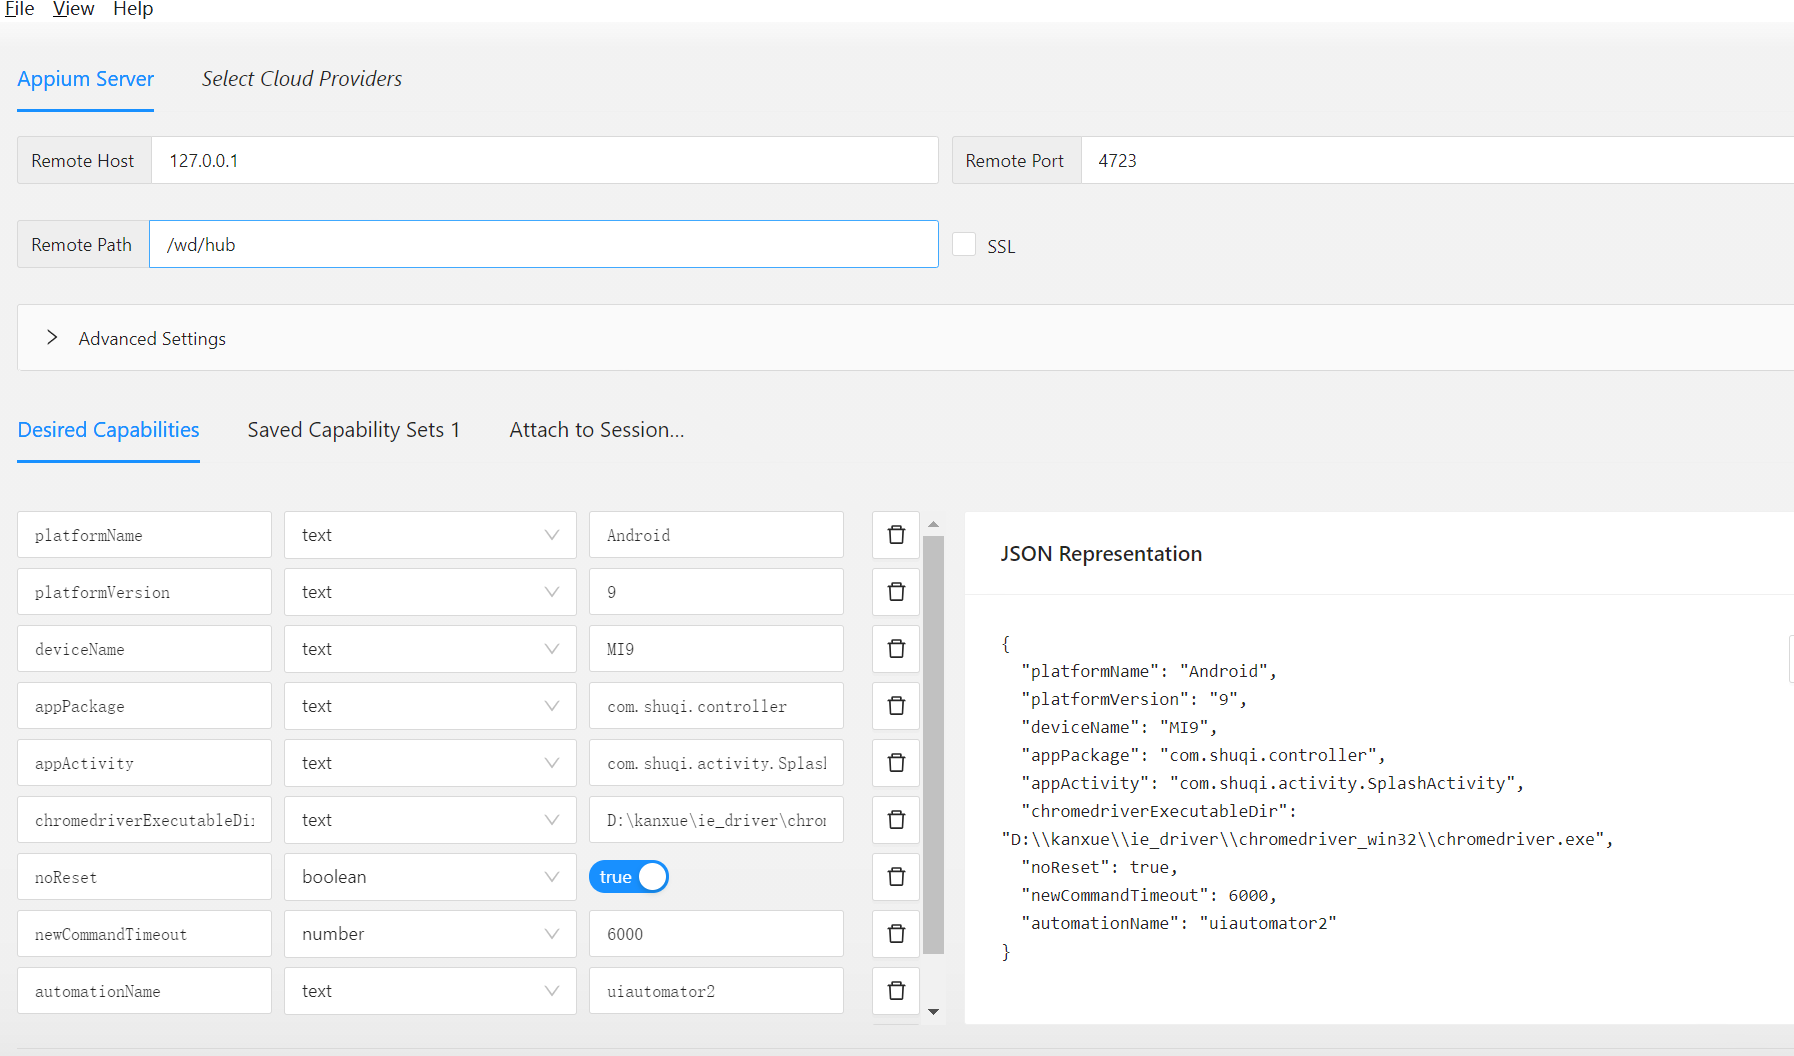 File View Help
Appium Server Select Cloud Providers
Remote Host 127.0.0.1 Remote Port 4723
Remote Path /wd/hub SSL
Advanced Settings
Desired Capabilities Saved Capability Sets 1 Attach to Session...
platformName text Android
platformVersion text 9
deviceName text MI9
appPackage text com.shuqi.controller
appActivity text com.shuqi.activity.Splash
chromedriverExecutableDir text D:\kanxue\ie_driver\chrom
noReset boolean true
newCommandTimeout number 6000
automationName text uiautomator2
JSON Representation
{
"platformName": "Android",
"platformVersion": "9",
"deviceName": "MI9",
"appPackage": "com.shuqi.controller",
"appActivity": "com.shuqi.activity.SplashActivity",
"chromedriverExecutableDir":
"D:\\kanxue\\ie_driver\\chromedriver_win32\\chromedriver.exe",
"noReset": true,
"newCommandTimeout": 6000,
"automationName": "uiautomator2"
}